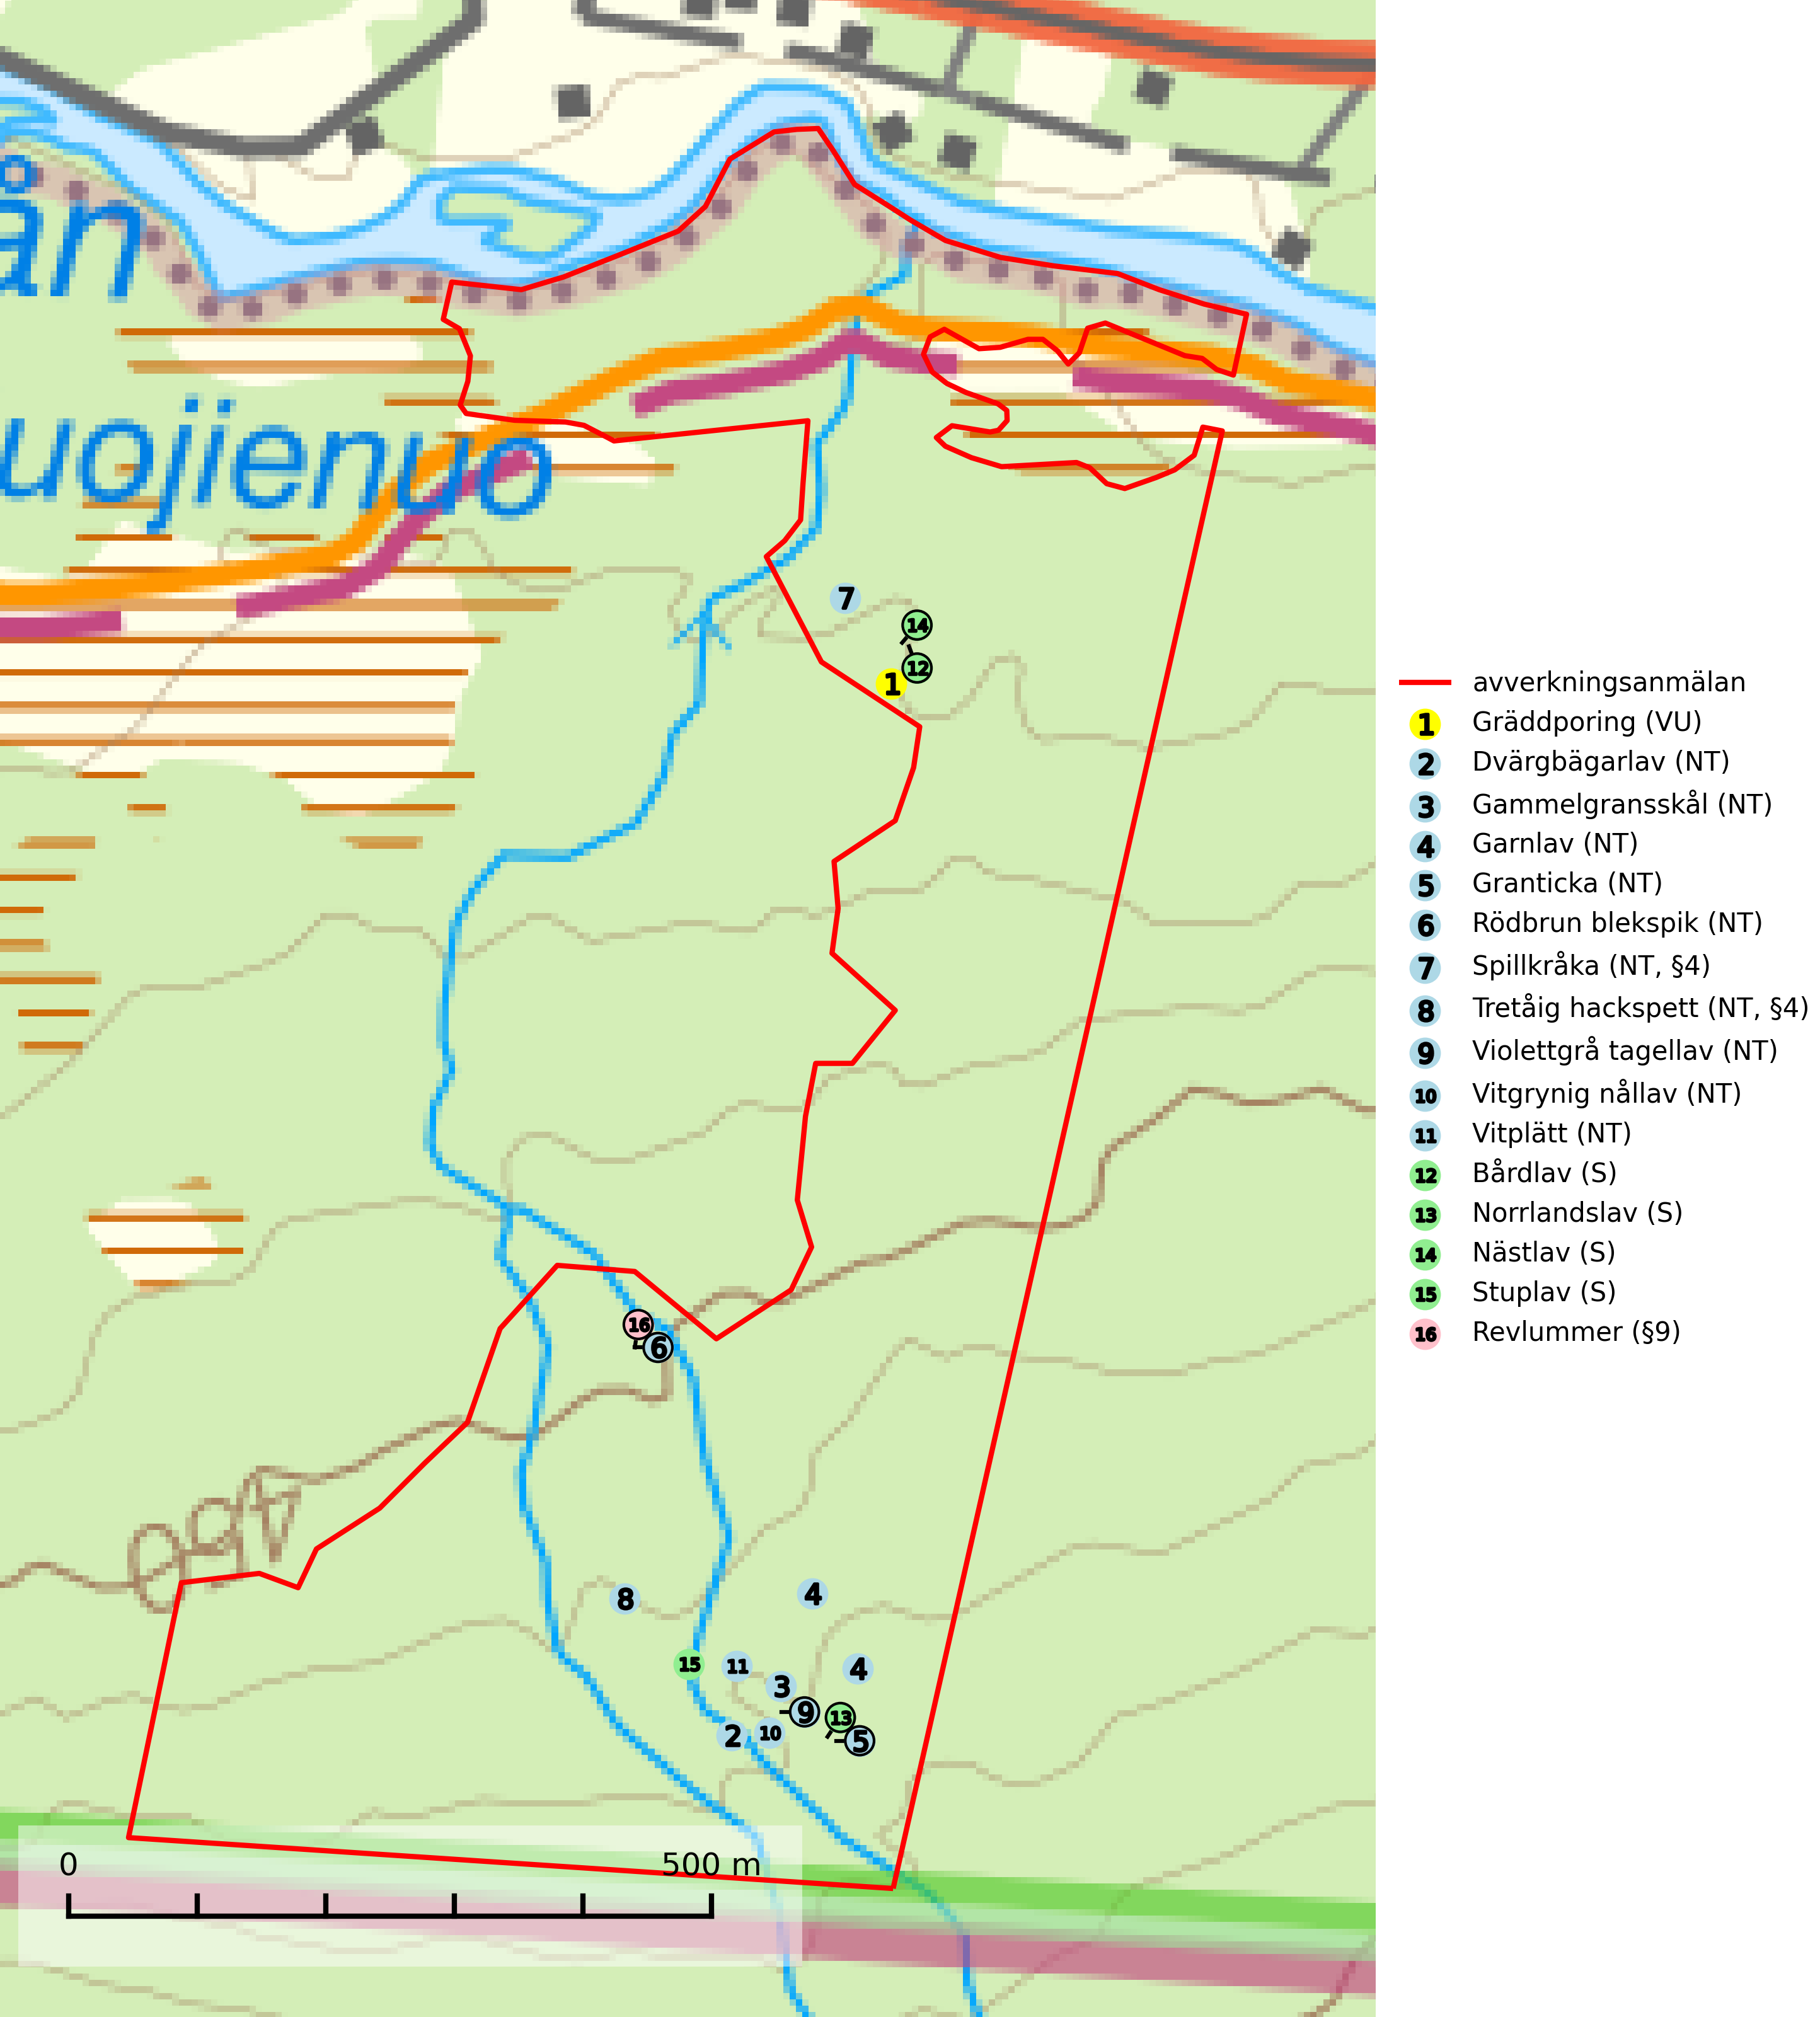 ån
uojienuo
7
14
12
1
16
6
8
4
15
11
4
3
9
13
2
10
5
0
500 m
avverkningsanmälan
1 Gräddporing (VU)
2 Dvärgbägarlav (NT)
3 Gammelgransskål (NT)
4 Garnlav (NT)
5 Granticka (NT)
6 Rödbrun blekspik (NT)
7 Spillkråka (NT, §4)
8 Tretåig hackspett (NT, §4)
9 Violettgrå tagellav (NT)
10 Vitgrynig nållav (NT)
11 Vitplätt (NT)
12 Bårdlav (S)
13 Norrlandslav (S)
14 Nästlav (S)
15 Stuplav (S)
16 Revlummer (§9)